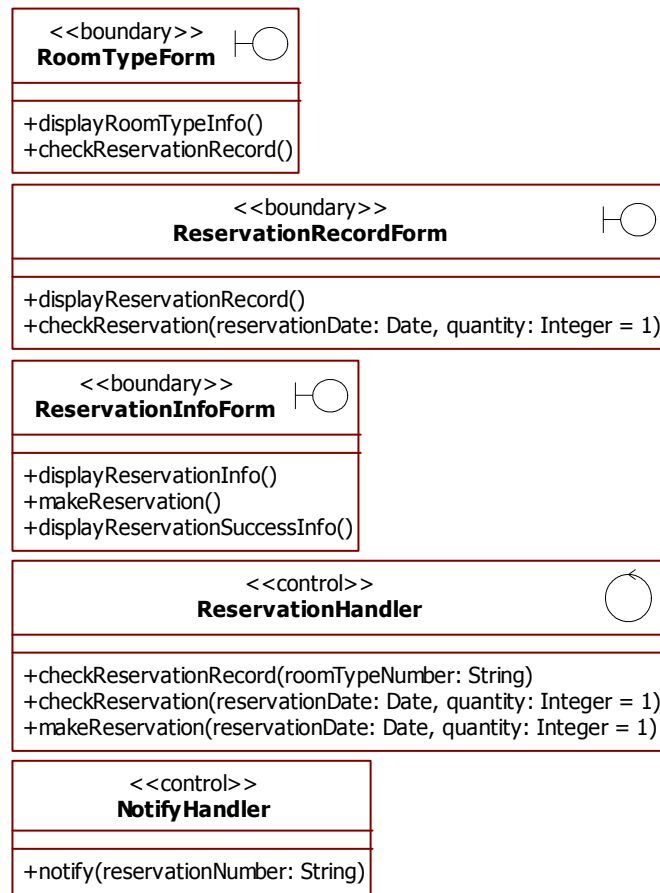 <<boundary>>
RoomTypeForm
+displayRoomTypeInfo()
+checkReservationRecord()
<<boundary>>
ReservationRecordForm
+displayReservationRecord()
+checkReservation(reservationDate: Date, quantity: Integer = 1)
<<boundary>>
ReservationInfoForm
+displayReservationInfo()
+makeReservation()
+displayReservationSuccessInfo()
<<control>>
ReservationHandler
+checkReservationRecord(roomTypeNumber: String)
+checkReservation(reservationDate: Date, quantity: Integer = 1)
+makeReservation(reservationDate: Date, quantity: Integer = 1)
<<control>>
NotifyHandler
+notify(reservationNumber: String)